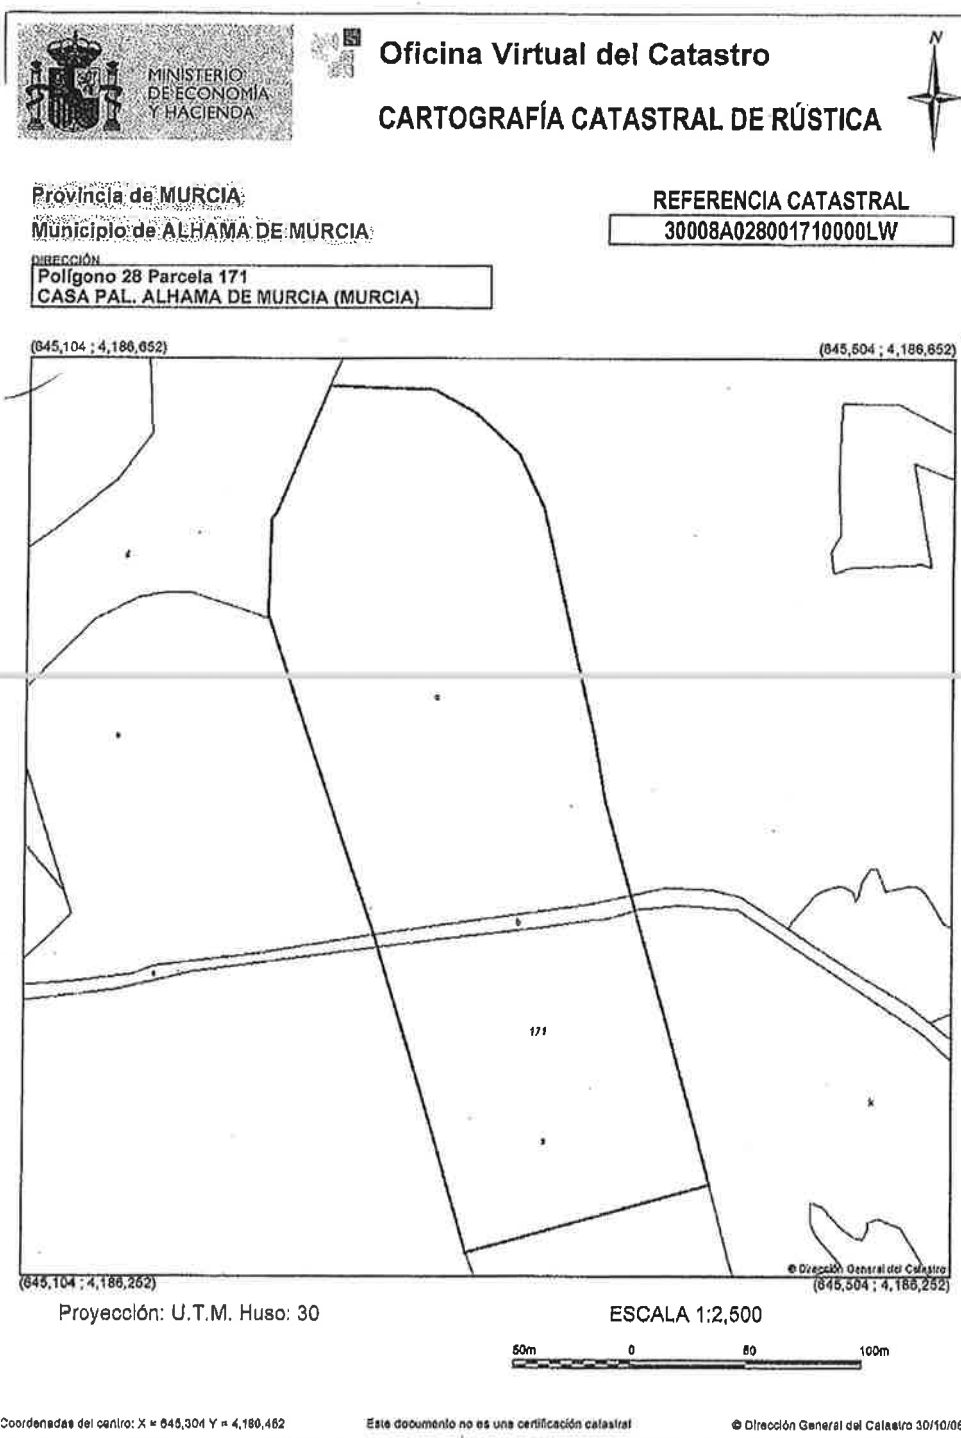 MINISTERIO
DE ECONOMÍA
Y HACIENDA
Oficina Virtual del Catastro
CARTOGRAFÍA CATASTRAL DE RÚSTICA
N
Provincia de MURCIA
Municipio de ALHAMA DE MURCIA
REFERENCIA CATASTRAL
30008A028001710000LW
DIRECCIÓN
Polígono 28 Parcela 171
CASA PAL. ALHAMA DE MURCIA (MURCIA)
(645,104 ; 4,186,652)
(645,504 ; 4,186,652)
b
171
a
k
© Dirección General del Catastro
(645,104 ; 4,186,252)
(645,504 ; 4,186,252)
Proyección: U.T.M. Huso: 30
ESCALA 1:2,500
50m 0 50 100m
Coordenadas del centro: X = 645,304 Y = 4,186,452
Este documento no es una certificación catastral
© Dirección General del Catastro 30/10/06